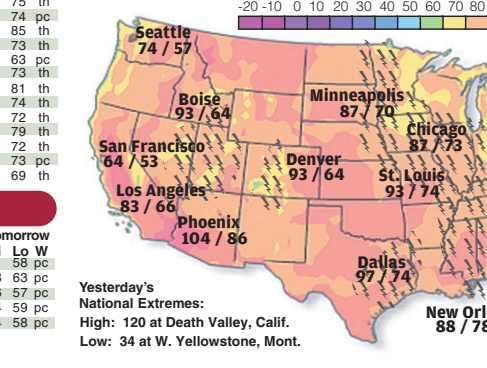 75 th
74 pc
85 th
73 th
63 pc
73 th
81 th
74 th
72 th
79 th
72 th
73 pc
69 th
omorrow
Lo W
58 pc
63 pc
57 pc
59 pc
58 pc
-20 -10 0 10 20 30 40 50 60 70 80
Seattle
74 / 57
Boise
93 / 64
Minneapolis
87 / 70
Chicago
87 / 73
San Francisco
64 / 53
Denver
93 / 64
St. Louis
93 / 74
Los Angeles
83 / 66
Phoenix
104 / 86
Dallas
97 / 74
New Orl
88 / 78
Yesterday's
National Extremes:
High: 120 at Death Valley, Calif.
Low: 34 at W. Yellowstone, Mont.